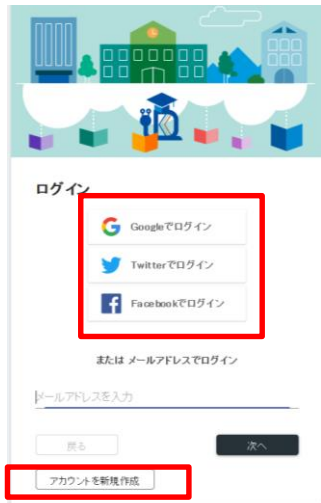 ログイン
Googleでログイン
Twitterでログイン
Facebookでログイン
または メールアドレスでログイン
メールアドレスを入力
戻る
次へ
アカウントを新規作成